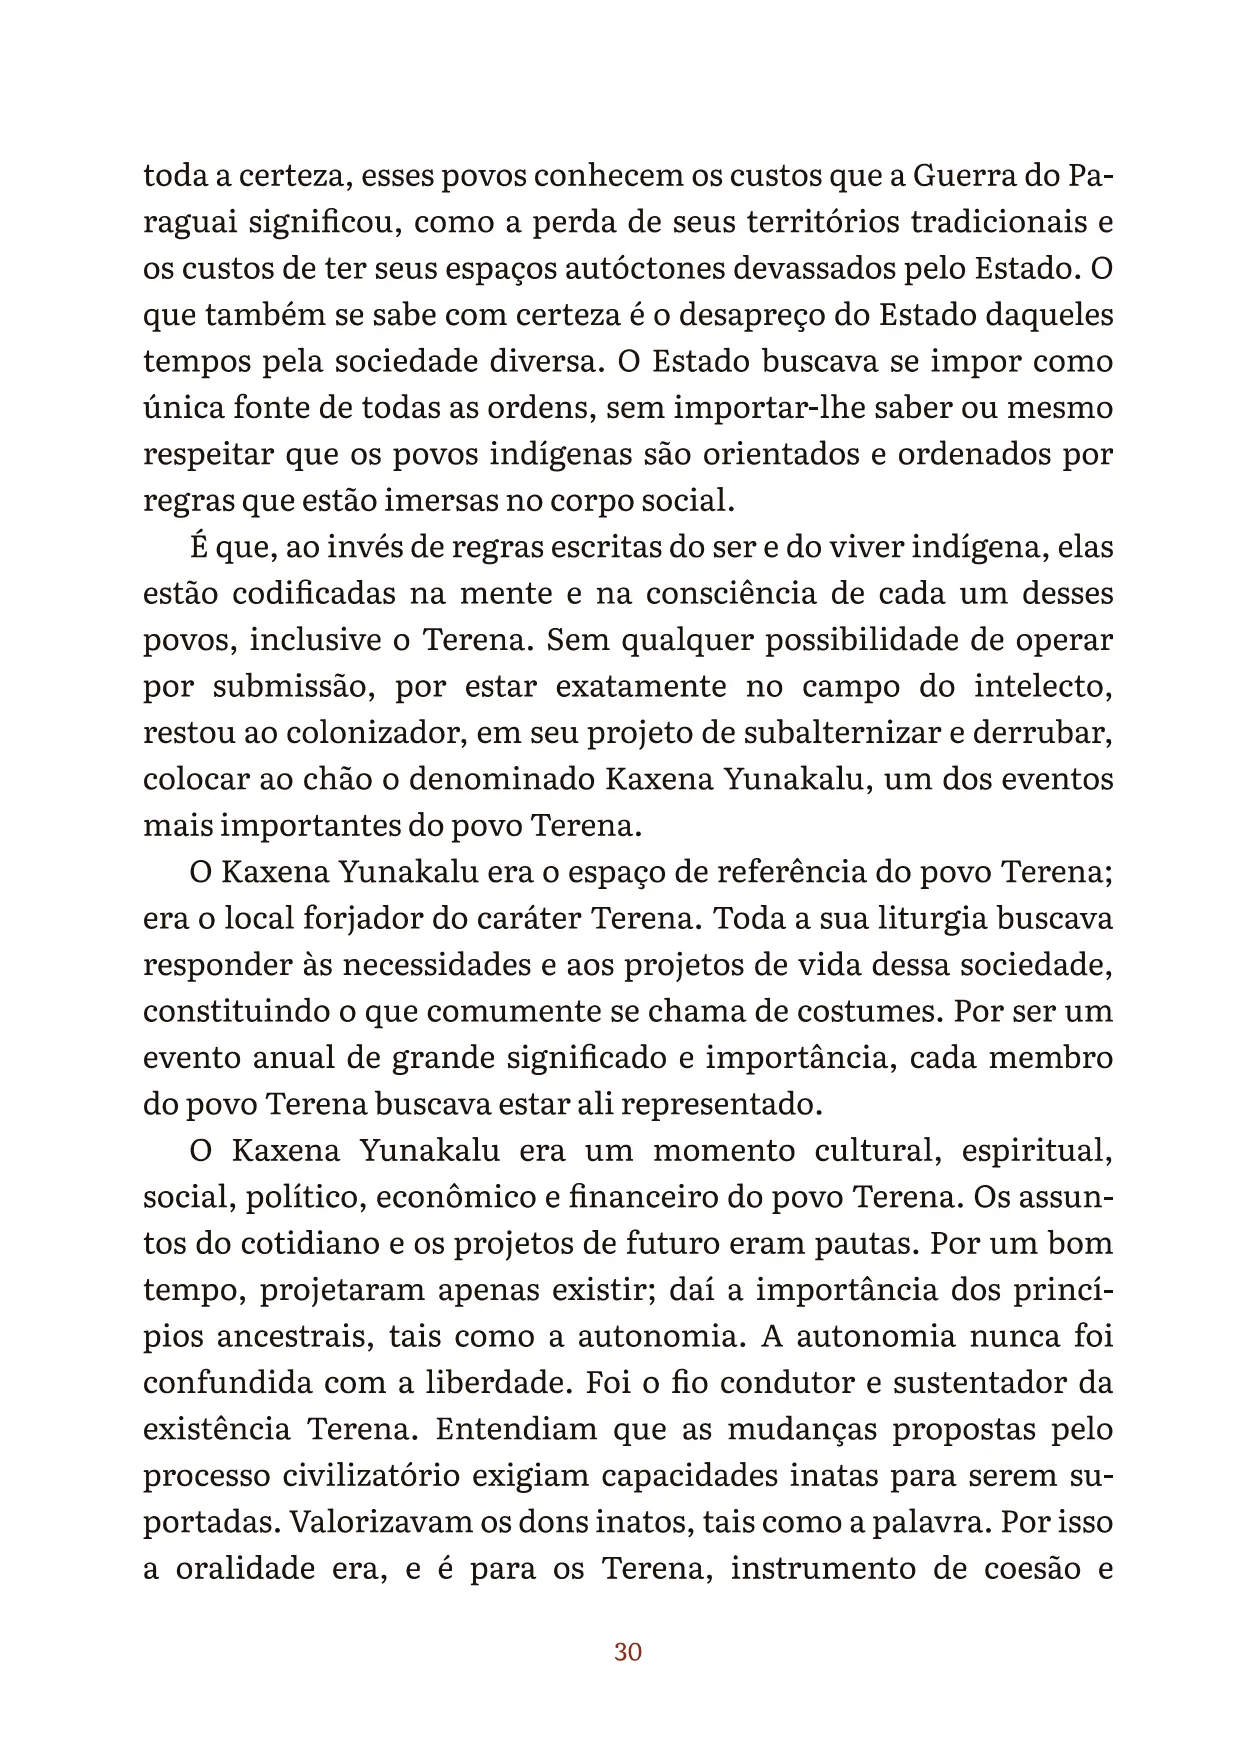 toda a certeza, esses povos conhecem os custos que a Guerra do Pa-
raguai significou, como a perda de seus territórios tradicionais e
os custos de ter seus espaços autóctones devassados pelo Estado. O
que também se sabe com certeza é o desapreço do Estado daqueles
tempos pela sociedade diversa. O Estado buscava se impor como
única fonte de todas as ordens, sem importar-lhe saber ou mesmo
respeitar que os povos indígenas são orientados e ordenados por
regras que estão imersas no corpo social.
É que, ao invés de regras escritas do ser e do viver indígena, elas
estão codificadas na mente e na consciência de cada um desses
povos, inclusive o Terena. Sem qualquer possibilidade de operar
por submissão, por estar exatamente no campo do intelecto,
restou ao colonizador, em seu projeto de subalternizar e derrubar,
colocar ao chão o denominado Kaxena Yunakalu, um dos eventos
mais importantes do povo Terena.
O Kaxena Yunakalu era o espaço de referência do povo Terena;
era o local forjador do caráter Terena. Toda a sua liturgia buscava
responder às necessidades e aos projetos de vida dessa sociedade,
constituindo o que comumente se chama de costumes. Por ser um
evento anual de grande significado e importância, cada membro
do povo Terena buscava estar ali representado.
O Kaxena Yunakalu era um momento cultural, espiritual,
social, político, econômico e financeiro do povo Terena. Os assun-
tos do cotidiano e os projetos de futuro eram pautas. Por um bom
tempo, projetaram apenas existir; daí a importância dos princí-
pios ancestrais, tais como a autonomia. A autonomia nunca foi
confundida com a liberdade. Foi o fio condutor e sustentador da
existência Terena. Entendiam que as mudanças propostas pelo
processo civilizatório exigiam capacidades inatas para serem su-
portadas. Valorizavam os dons inatos, tais como a palavra. Por isso
a oralidade era, e é para os Terena, instrumento de coesão e
30